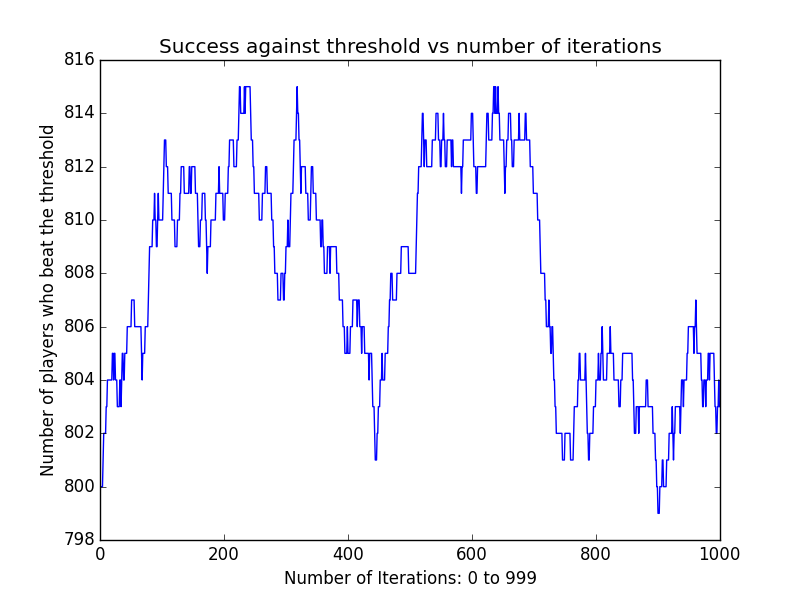 Success against threshold vs number of iterations
816
814
812
810
808
806
804
802
800
798
Number of players who beat the threshold
0 200 400 600 800 1000
Number of Iterations: 0 to 999